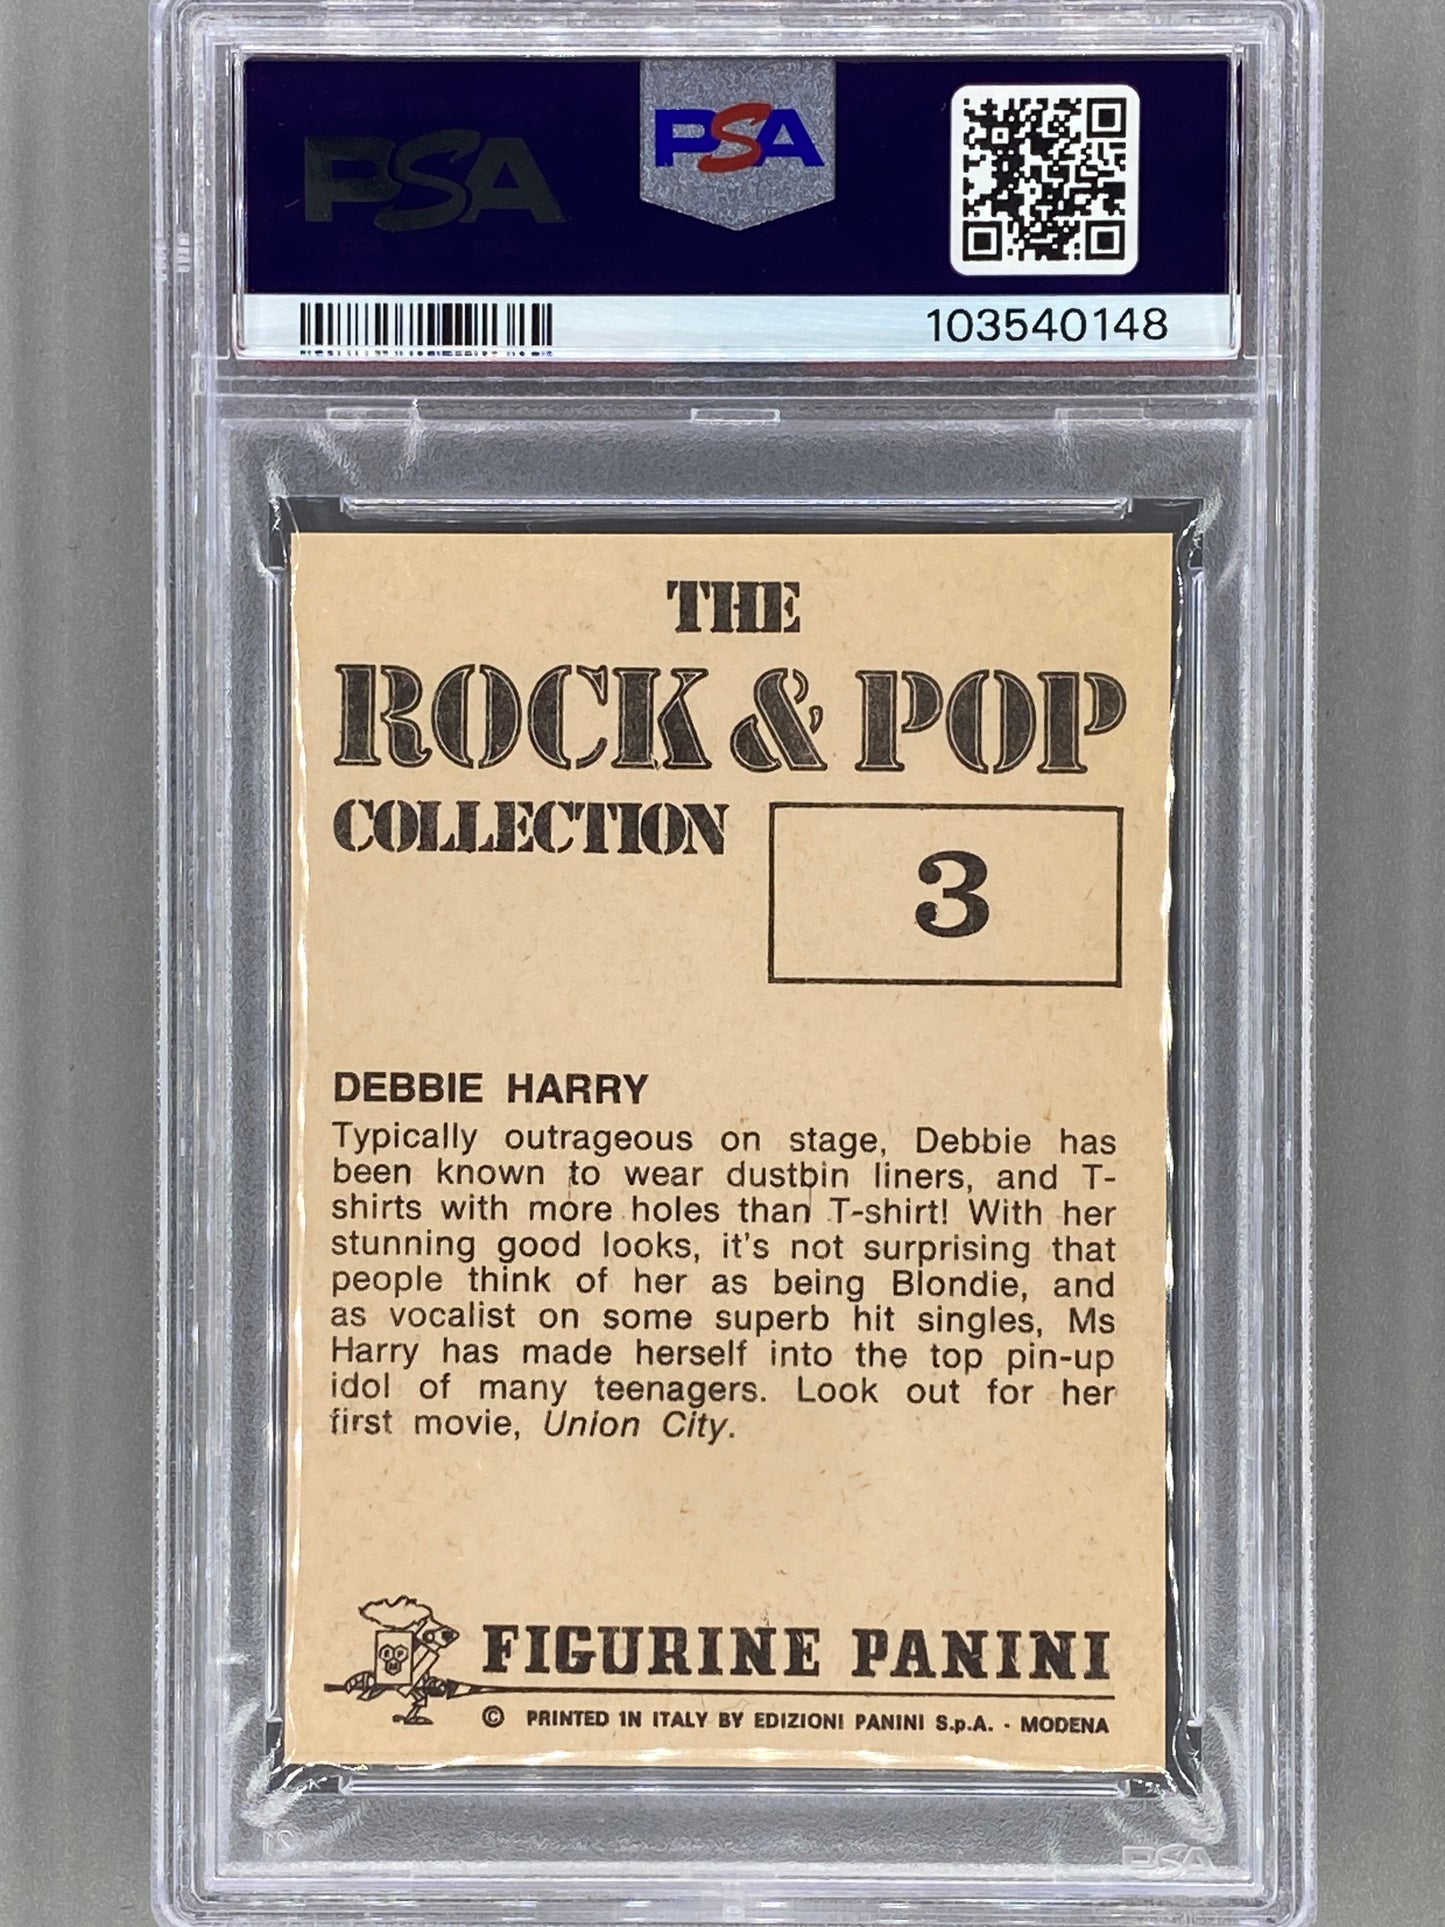 PSA
PSA
103540148
THE
ROCK & POP
COLLECTION
3
DEBBIE HARRY
Typically outrageous on stage, Debbie has
been known to wear dustbin liners, and T-
shirts with more holes than T-shirt! With her
stunning good looks, it's not surprising that
people think of her as being Blondie, and
as vocalist on some superb hit singles, Ms
Harry has made herself into the top pin-up
idol of many teenagers. Look out for her
first movie, Union City.
FIGURINE PANINI
© PRINTED IN ITALY BY EDIZIONI PANINI S.p.A. - MODENA
PSA